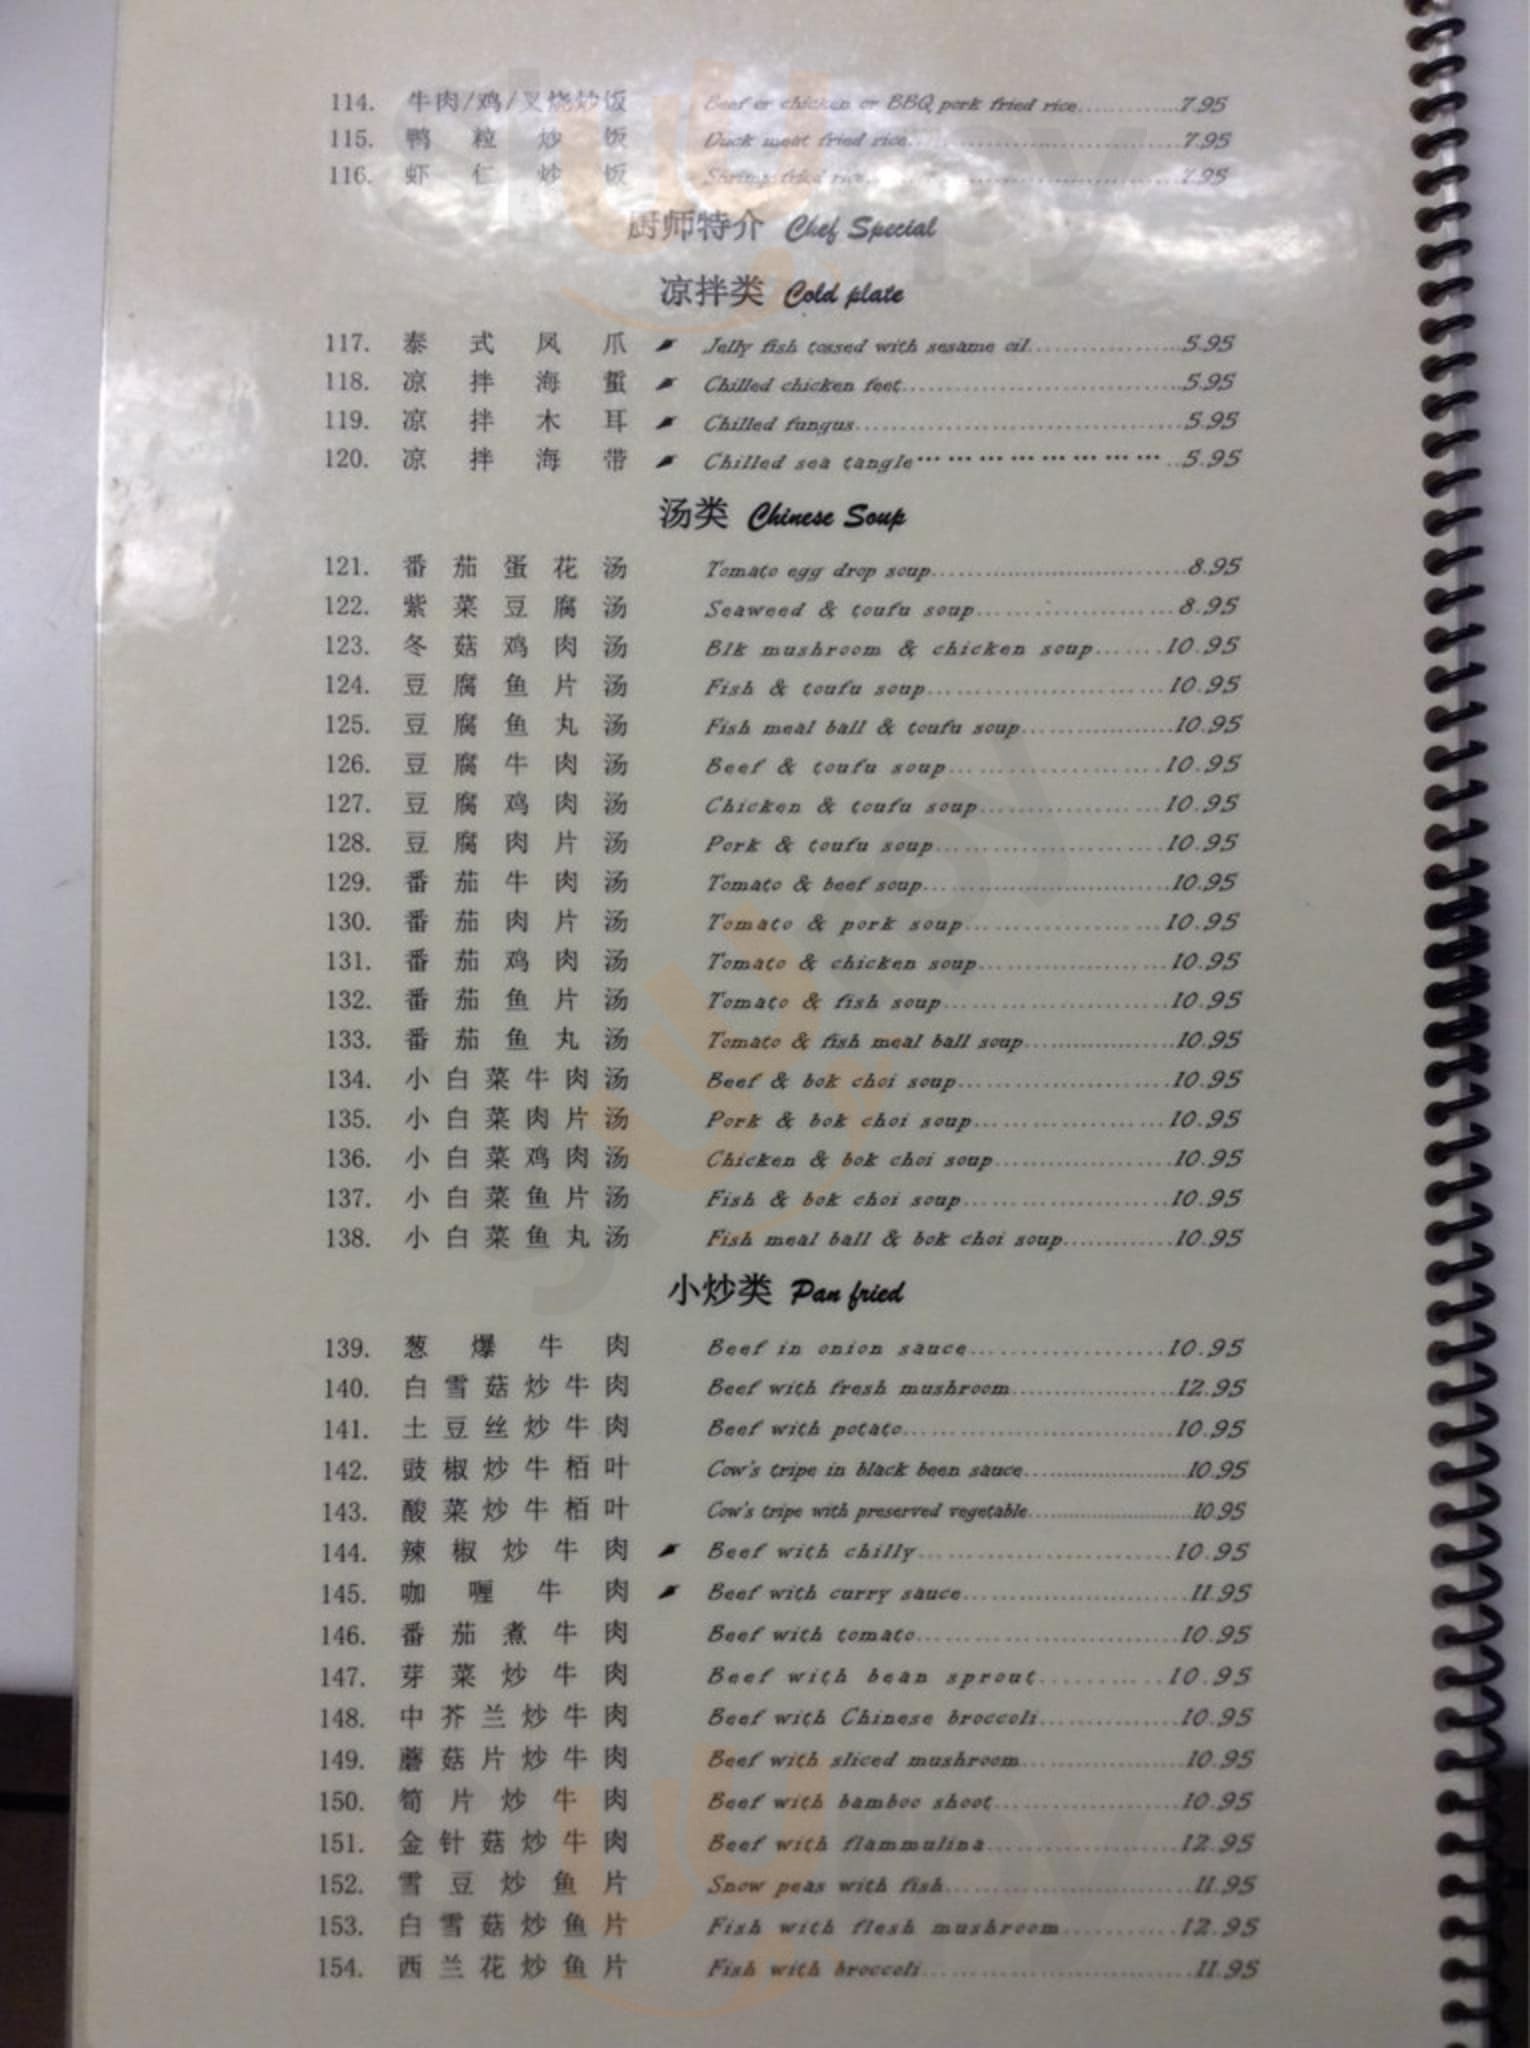 114. 牛肉/鸡/叉烧炒饭 Beef or chicken or BBQ pork fried rice............7.95
115. 鸭粒炒饭 Duck meat fried rice..............................7.95
116. 虾仁炒饭 Shrimp fried rice..............................7.95
厨师特介 Chef Special
凉拌类 Cold plate
117. 泰式凤爪 Jelly fish tossed with sesame oil..................5.95
118. 凉拌海蜇 Chilled chicken feet..............................5.95
119. 凉拌木耳 Chilled fungus....................................5.95
120. 凉拌海带 Chilled sea tangle……………………5.95
汤类 Chinese Soup
121. 番茄蛋花汤 Tomato egg drop soup..............................8.95
122. 紫菜豆腐汤 Seaweed & toufu soup......................8.95
123. 冬菇鸡肉汤 Blk mushroom & chicken soup.......10.95
124. 豆腐鱼片汤 Fish & toufu soup..........................10.95
125. 豆腐鱼丸汤 Fish meal ball & toufu soup...................10.95
126. 豆腐牛肉汤 Beef & toufu soup.......................10.95
127. 豆腐鸡肉汤 Chicken & toufu soup....................10.95
128. 豆腐肉片汤 Pork & toufu soup........................10.95
129. 番茄牛肉汤 Tomato & beef soup..............................10.95
130. 番茄肉片汤 Tomato & pork soup......................10.95
131. 番茄鸡肉汤 Tomato & chicken soup.....................10.95
132. 番茄鱼片汤 Tomato & fish soup.........................10.95
133. 番茄鱼丸汤 Tomato & fish meal ball soup...................10.95
134. 小白菜牛肉汤 Beef & bok choi soup........................10.95
135. 小白菜肉片汤 Pork & bok choi soup.....................10.95
136. 小白菜鸡肉汤 Chicken & bok choi soup....................10.95
137. 小白菜鱼片汤 Fish & bok choi soup.......................10.95
138. 小白菜鱼丸汤 Fish meal ball & bok choi soup..............10.95
小炒类 Pan fried
139. 葱爆牛肉 Beef in onion sauce.....................10.95
140. 白雪菇炒牛肉 Beef with fresh mushroom....................12.95
141. 土豆丝炒牛肉 Beef with potato..............................10.95
142. 豉椒炒牛栢叶 Cow's tripe in black been sauce........................10.95
143. 酸菜炒牛栢叶 Cow's tripe with preserved vegetable...........................10.95
144. 辣椒炒牛肉 Beef with chilly............................10.95
145. 咖喱牛肉 Beef with curry sauce.........................11.95
146. 番茄煮牛肉 Beef with tomato.............................10.95
147. 芽菜炒牛肉 Beef with bean sprout............10.95
148. 中芥兰炒牛肉 Beef with Chinese broccoli..............10.95
149. 蘑菇片炒牛肉 Beef with sliced mushroom....................10.95
150. 筍片炒牛肉 Beef with bamboo shoot....................10.95
151. 金针菇炒牛肉 Beef with flammulina....................12.95
152. 雪豆炒鱼片 Snow peas with fish..........................11.95
153. 白雪菇炒鱼片 Fish with flesh mushroom............12.95
154. 西兰花炒鱼片 Fish with broccoli..............................11.95